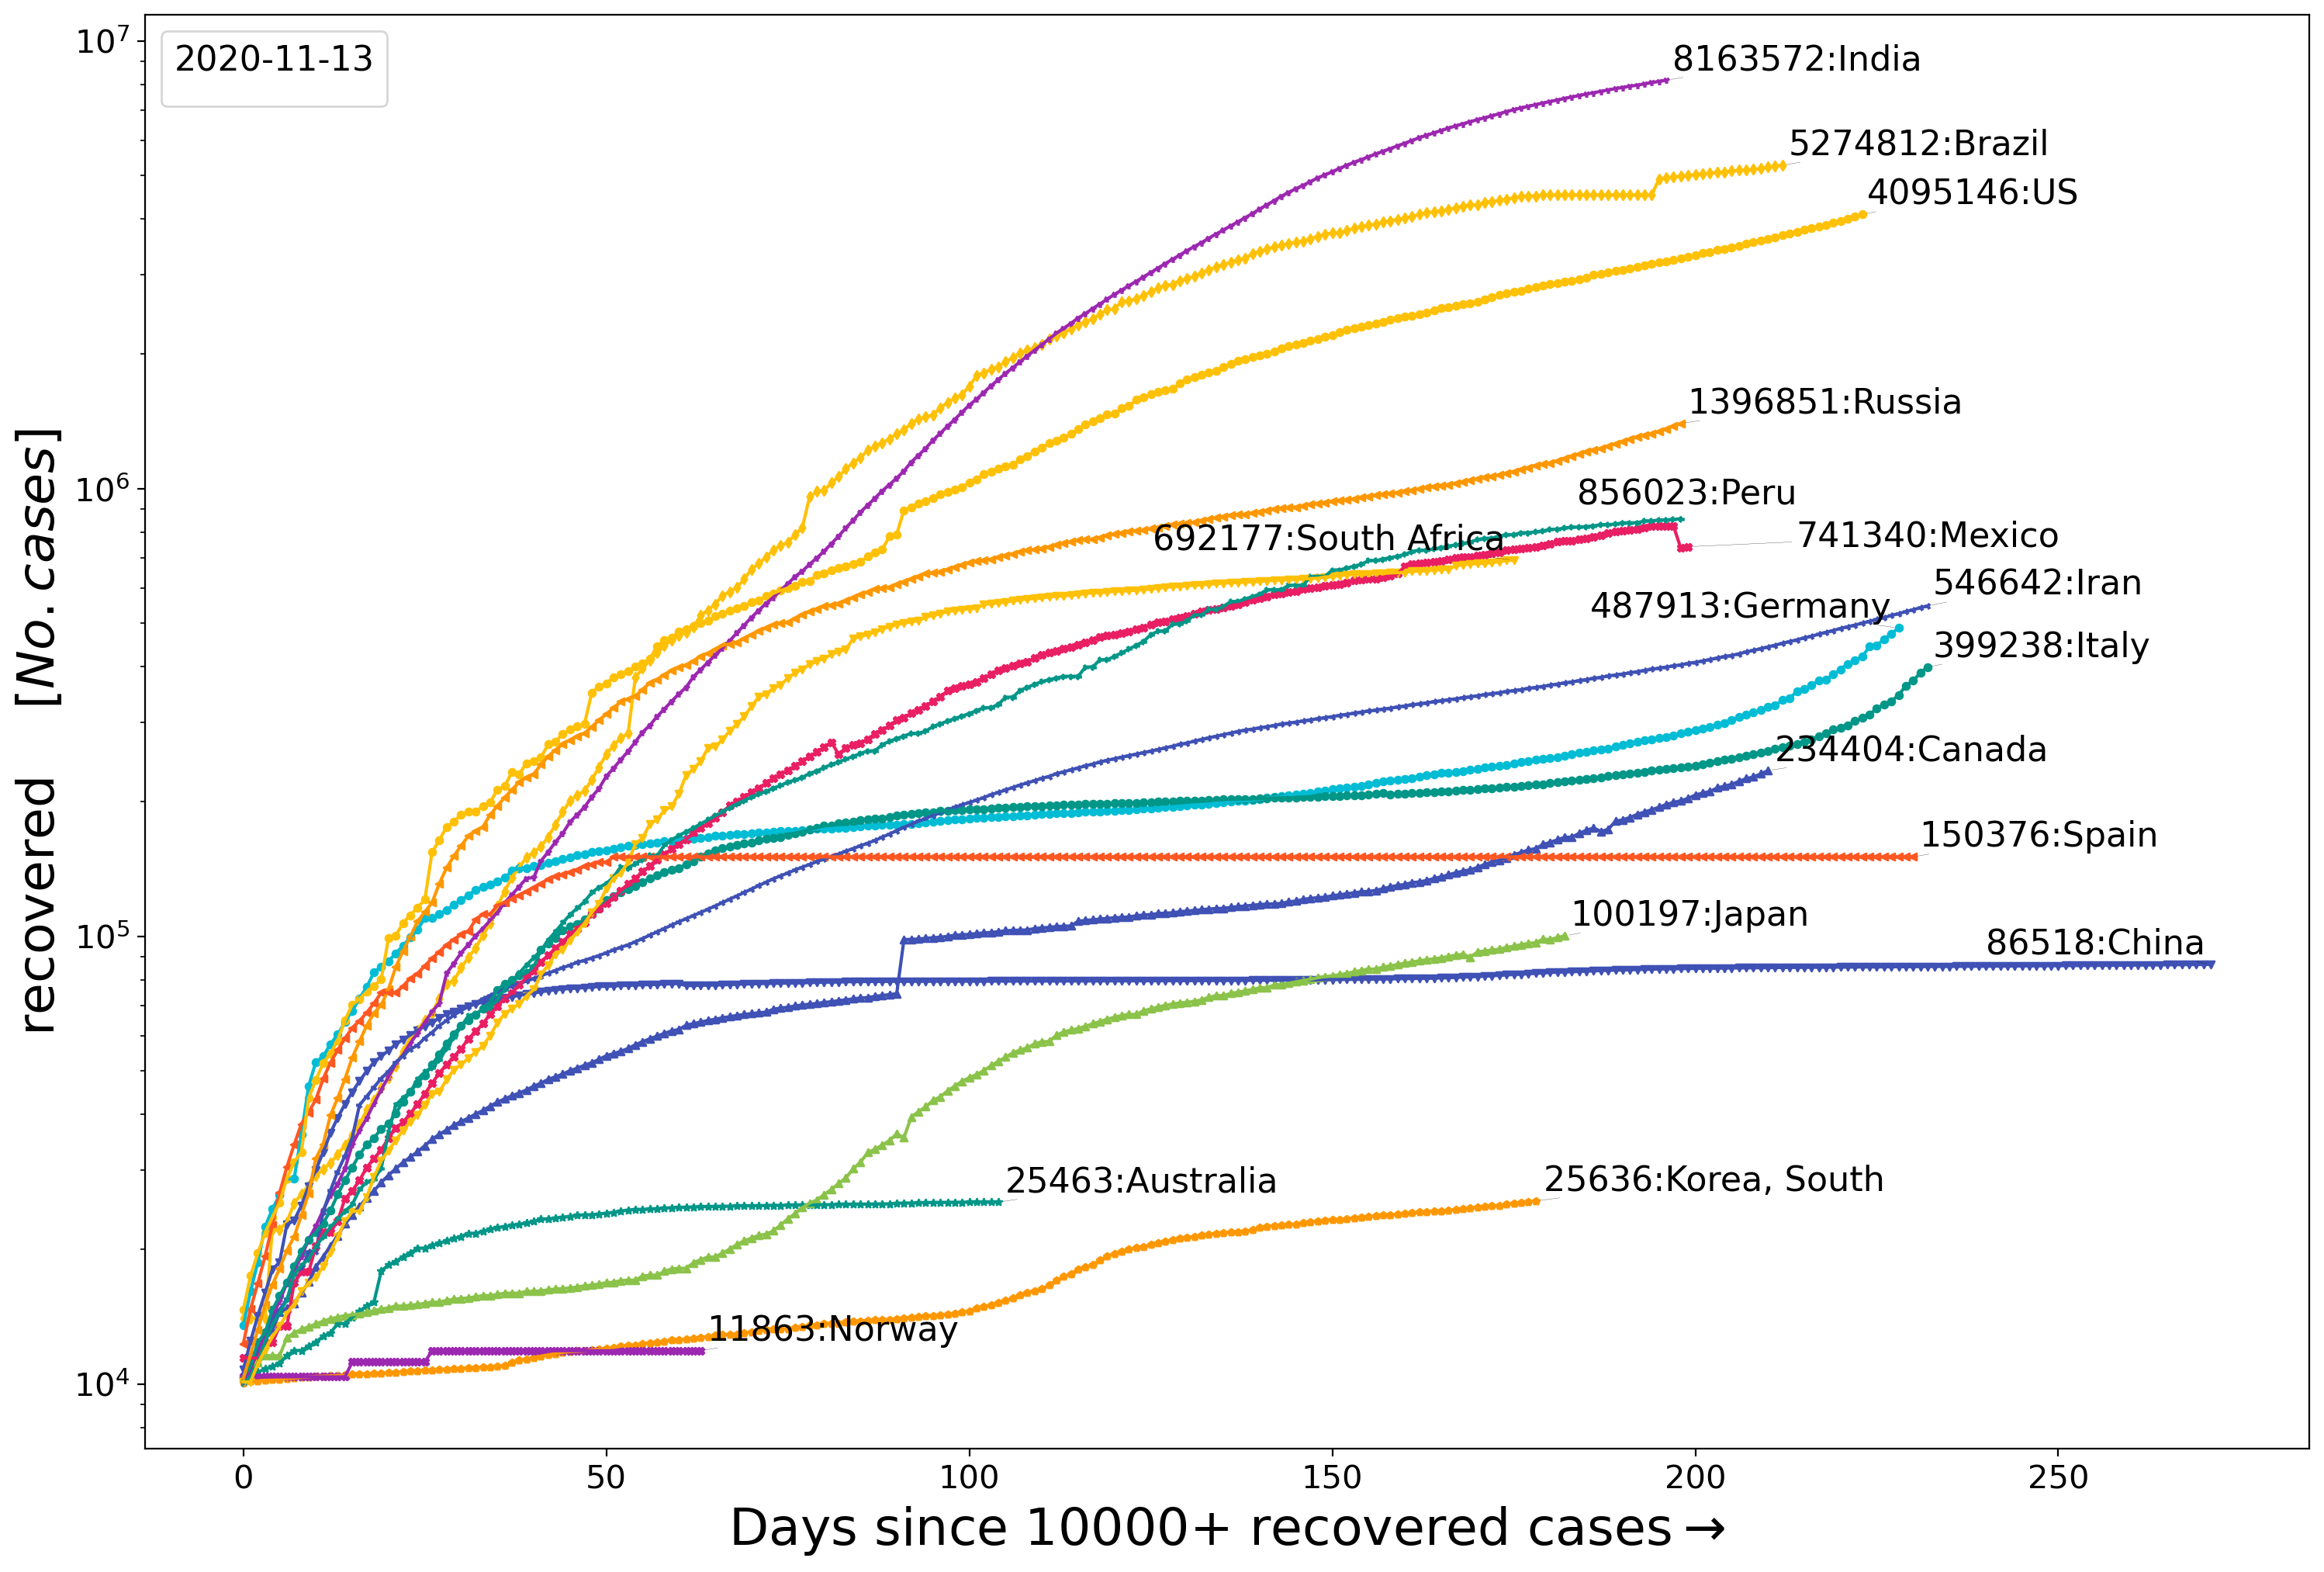 2020-11-13
10^7
10^6
10^5
10^4
recovered [No.cases]
8163572:India
5274812:Brazil
4095146:US
1396851:Russia
856023:Peru
692177:South Africa
741340:Mexico
546642:Iran
487913:Germany
399238:Italy
234404:Canada
150376:Spain
100197:Japan
86518:China
25463:Australia
25636:Korea, South
11863:Norway
0 50 100 150 200 250
Days since 10000+ recovered cases→